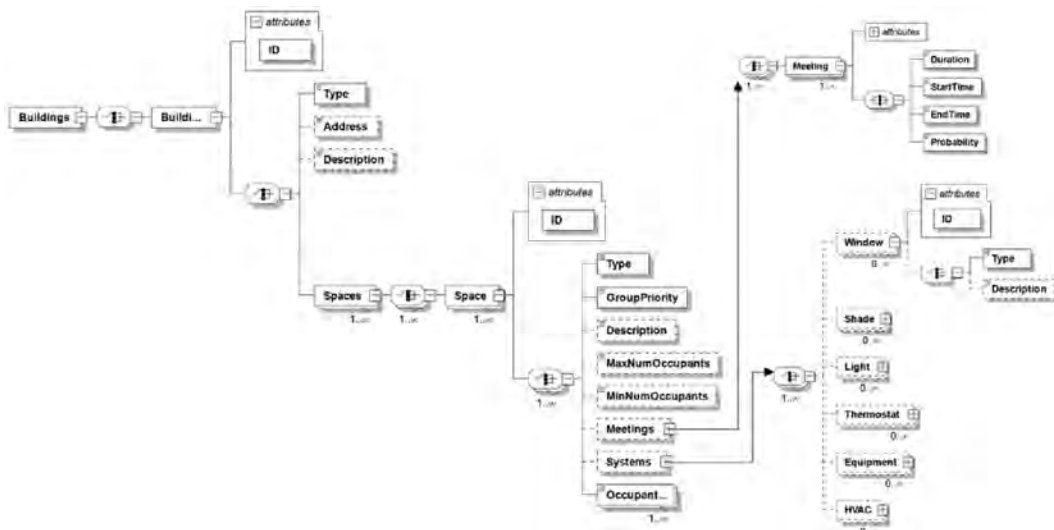 attributes
ID
Buildings
Buildi...
Type
Address
Description
Spaces
1..∞
1..∞
Space
1..∞
attributes
ID
Type
GroupPriority
Description
MaxNumOccupants
MinNumOccupants
Meetings
Systems
Occupant...
1..∞
1..∞
1..∞
Meeting
1..∞
attributes
Duration
StartTime
EndTime
Probability
1..∞
Window
0..∞
attributes
ID
Type
Description
Shade
0..∞
Light
0..∞
Thermostat
0..∞
Equipment
0..∞
HVAC